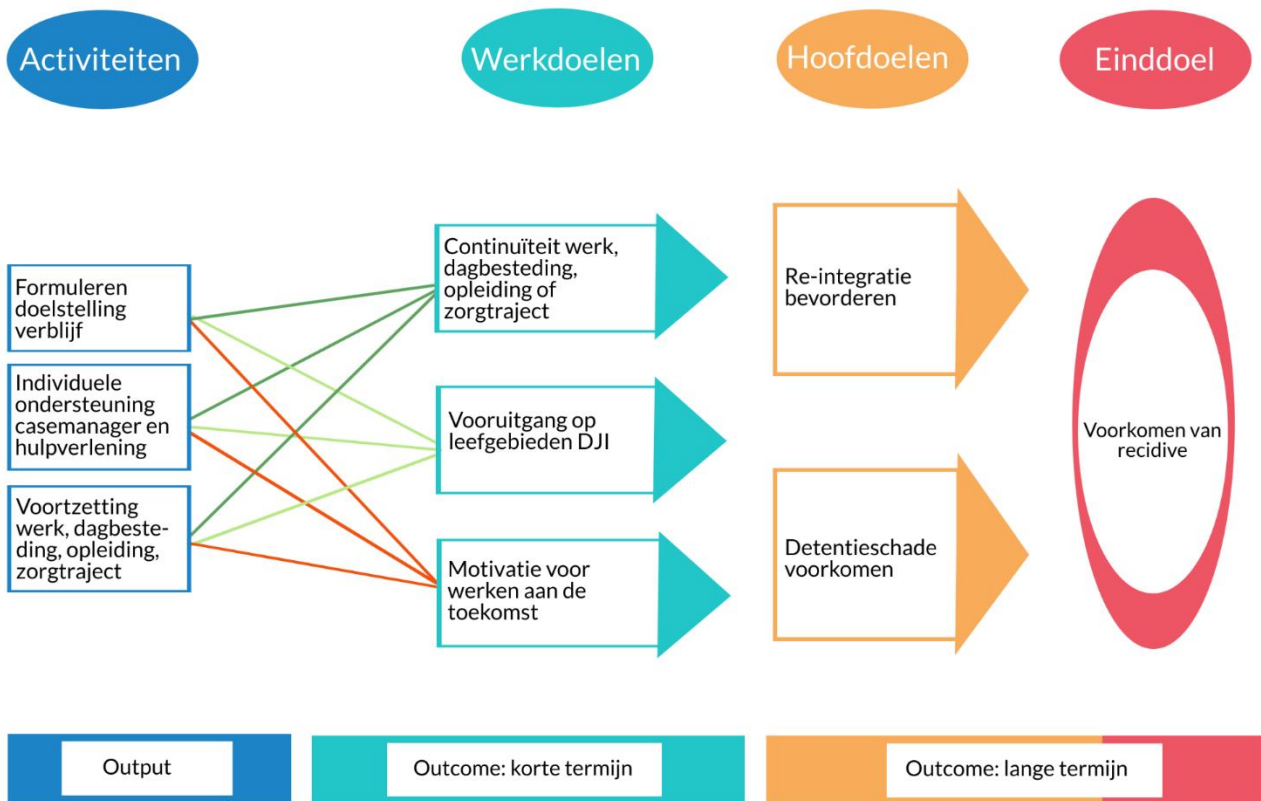 Activiteiten
Werkdoelen
Hoofdoelen
Einddoel
Formuleren
doelstelling
verblijf
Individuele
ondersteuning
casemanager en
hulpverlening
Voortzetting
werk, dagbeste-
ding, opleiding,
zorgtraject
Continuïteit werk,
dagbesteding,
opleiding of
zorgtraject
Vooruitgang op
leefgebieden DJI
Motivatie voor
werken aan de
toekomst
Re-integratie
bevorderen
Detentieschade
voorkomen
Voorkomen van
recidive
Output
Outcome: korte termijn
Outcome: lange termijn